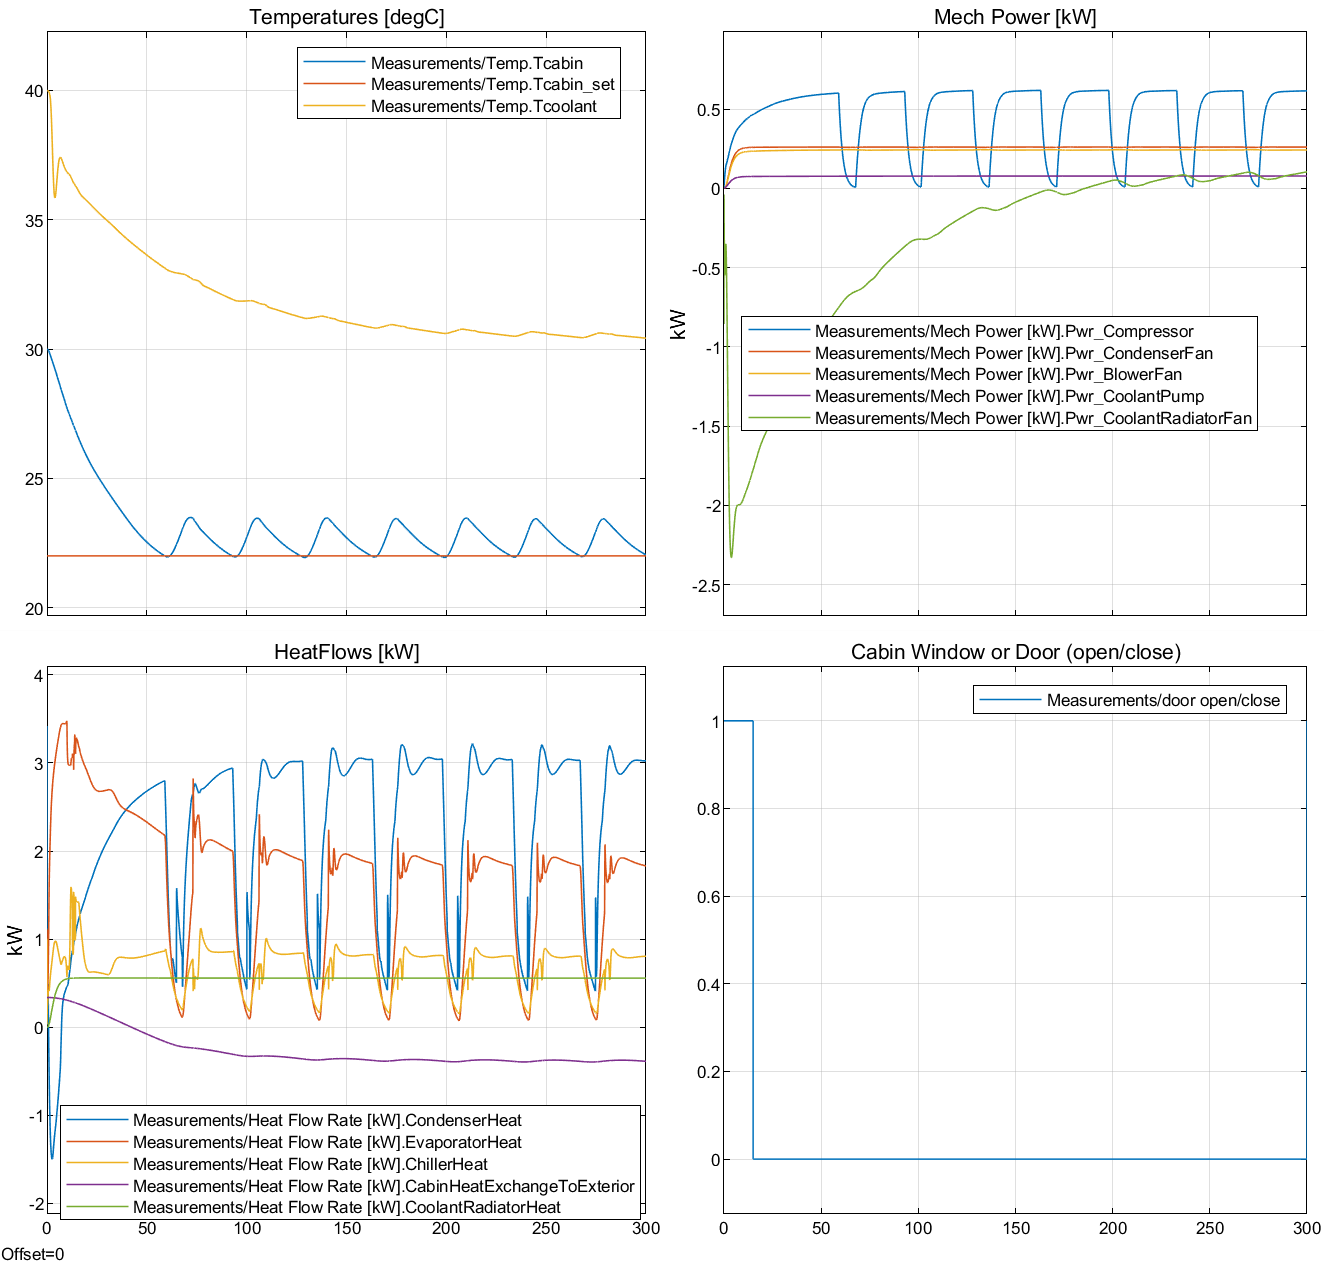 Temperatures [degC]
Measurements/Temp.Tcabin
Measurements/Temp.Tcabin_set
Measurements/Temp.Tcoolant
40
35
30
25
20
Mech Power [kW]
kW
0.5
0
-0.5
-1
-1.5
-2
-2.5
Measurements/Mech Power [kW].Pwr_Compressor
Measurements/Mech Power [kW].Pwr_CondenserFan
Measurements/Mech Power [kW].Pwr_BlowerFan
Measurements/Mech Power [kW].Pwr_CoolantPump
Measurements/Mech Power [kW].Pwr_CoolantRadiatorFan
HeatFlows [kW]
kW
4
3
2
1
0
-1
-2
Measurements/Heat Flow Rate [kW].CondenserHeat
Measurements/Heat Flow Rate [kW].EvaporatorHeat
Measurements/Heat Flow Rate [kW].ChillerHeat
Measurements/Heat Flow Rate [kW].CabinHeatExchangeToExterior
Measurements/Heat Flow Rate [kW].CoolantRadiatorHeat
0 50 100 150 200 250 300
Offset=0
Cabin Window or Door (open/close)
Measurements/door open/close
1
0.8
0.6
0.4
0.2
0
0 50 100 150 200 250 300